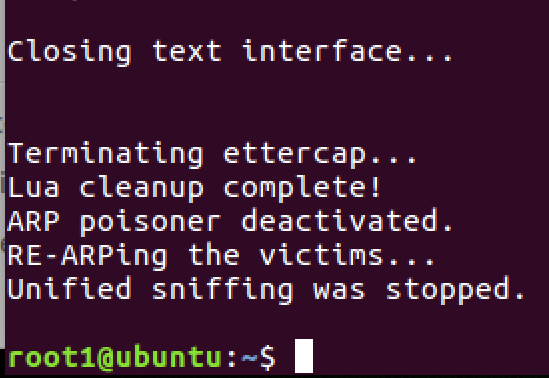 Closing text interface...
Terminating ettercap...
Lua cleanup complete!
ARP poisoner deactivated.
RE-ARPing the victims...
Unified sniffing was stopped.
root1@ubuntu:~$